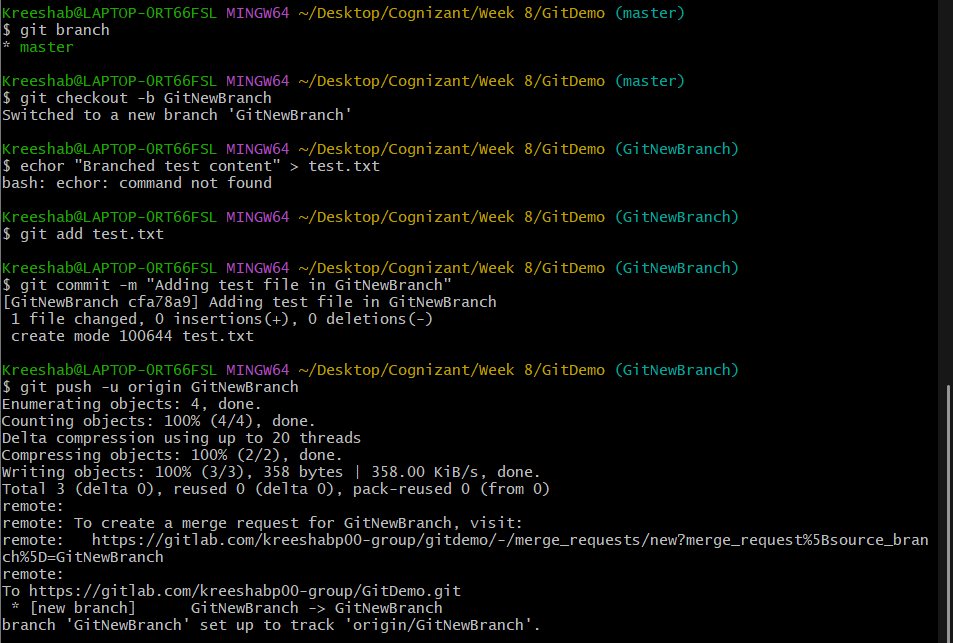 Kreeshab@LAPTOP-ORT66FSL MINGW64 ~/Desktop/Cognizant/Week 8/GitDemo (master)
$ git branch
* master
Kreeshab@LAPTOP-ORT66FSL MINGW64 ~/Desktop/Cognizant/Week 8/GitDemo (master)
$ git checkout -b GitNewBranch
Switched to a new branch 'GitNewBranch'
Kreeshab@LAPTOP-ORT66FSL MINGW64 ~/Desktop/Cognizant/Week 8/GitDemo (GitNewBranch)
$ echor "Branched test content" > test.txt
bash: echor: command not found
Kreeshab@LAPTOP-ORT66FSL MINGW64 ~/Desktop/Cognizant/Week 8/GitDemo (GitNewBranch)
$ git add test.txt
Kreeshab@LAPTOP-ORT66FSL MINGW64 ~/Desktop/Cognizant/Week 8/GitDemo (GitNewBranch)
$ git commit -m "Adding test file in GitNewBranch"
[GitNewBranch cfa78a9] Adding test file in GitNewBranch
 1 file changed, 0 insertions(+), 0 deletions(-)
 create mode 100644 test.txt
Kreeshab@LAPTOP-ORT66FSL MINGW64 ~/Desktop/Cognizant/Week 8/GitDemo (GitNewBranch)
$ git push -u origin GitNewBranch
Enumerating objects: 4, done.
Counting objects: 100% (4/4), done.
Delta compression using up to 20 threads
Compressing objects: 100% (2/2), done.
Writing objects: 100% (3/3), 358 bytes | 358.00 KiB/s, done.
Total 3 (delta 0), reused 0 (delta 0), pack-reused 0 (from 0)
remote:
remote: To create a merge request for GitNewBranch, visit:
remote:   https://gitlab.com/kreeshabp00-group/gitdemo/-/merge_requests/new?merge_request%5Bsource_bran
ch%5D=GitNewBranch
remote:
To https://gitlab.com/kreeshabp00-group/GitDemo.git
 * [new branch]      GitNewBranch -> GitNewBranch
branch 'GitNewBranch' set up to track 'origin/GitNewBranch'.